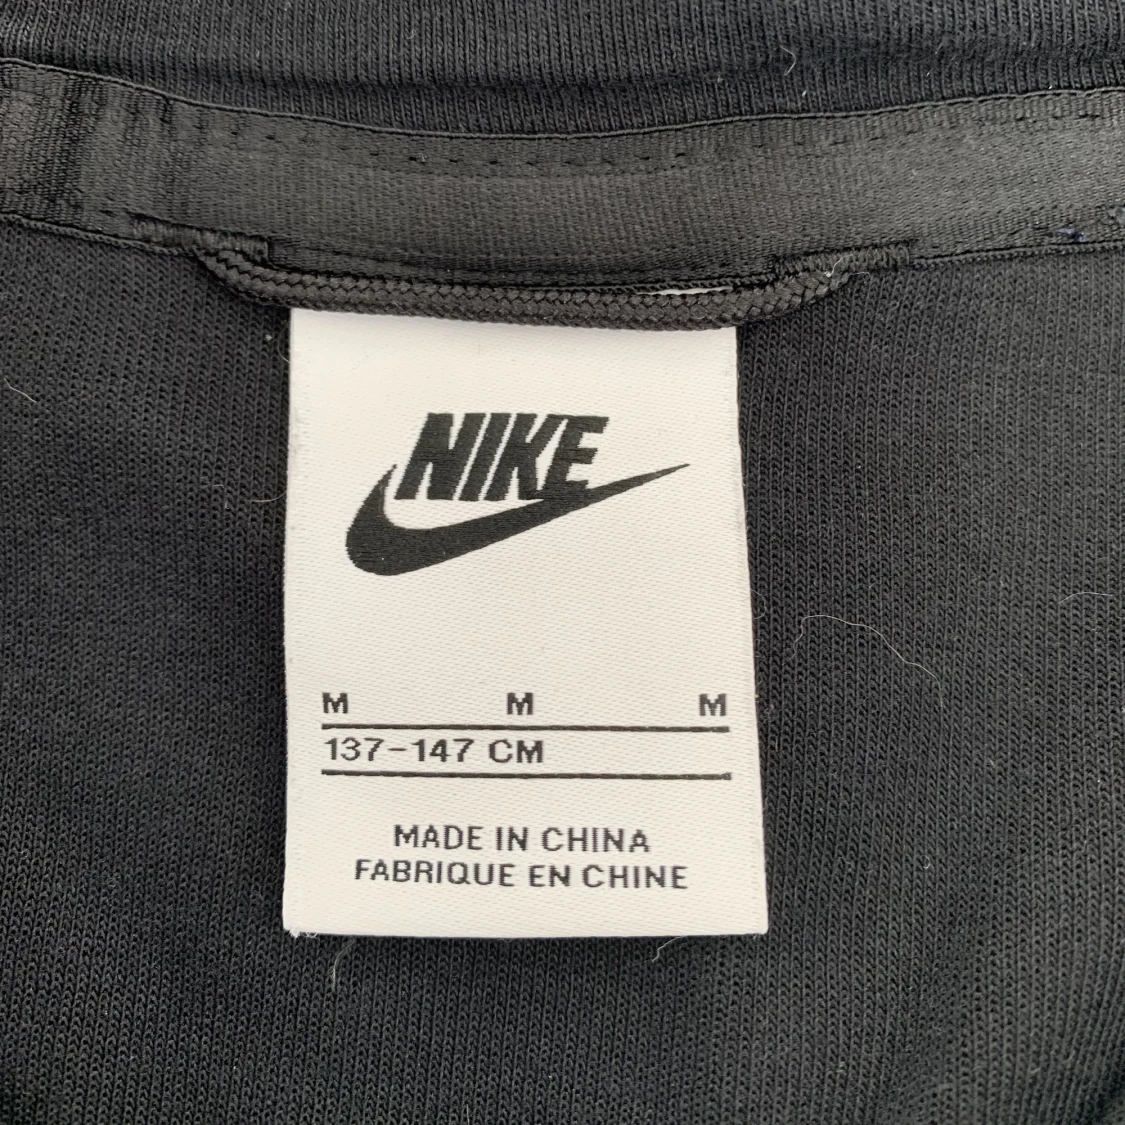 NIKE
M M M
137-147 CM
MADE IN CHINA
FABRIQUE EN CHINE